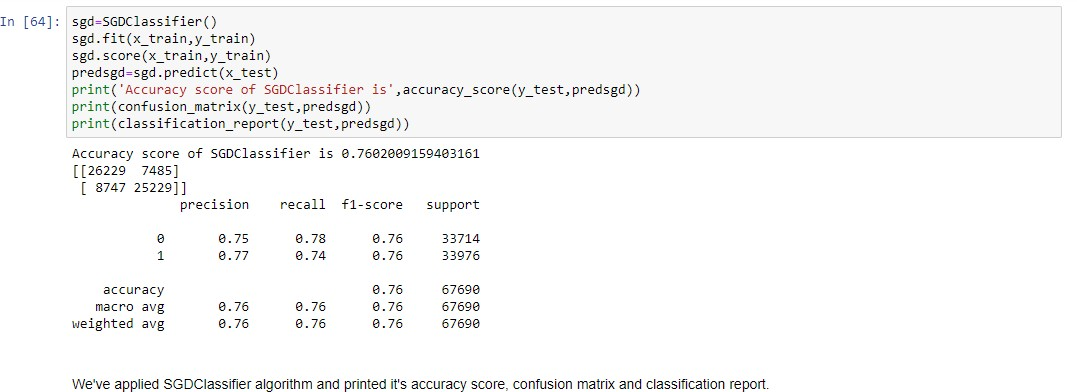 In [64]: sgd=SGDClassifier()
sgd.fit(x_train,y_train)
sgd.score(x_train,y_train)
predsgd=sgd.predict(x_test)
print('Accuracy score of SGDClassifier is',accuracy_score(y_test,predsgd))
print(confusion_matrix(y_test,predsgd))
print(classification_report(y_test,predsgd))
Accuracy score of SGDClassifier is 0.7602009159403161
[[26229  7485]
 [ 8747 25229]]
              precision    recall  f1-score   support
           0       0.75      0.78      0.76     33714
           1       0.77      0.74      0.76     33976
    accuracy                           0.76     67690
   macro avg       0.76      0.76      0.76     67690
weighted avg       0.76      0.76      0.76     67690
We've applied SGDClassifier algorithm and printed it's accuracy score, confusion matrix and classification report.